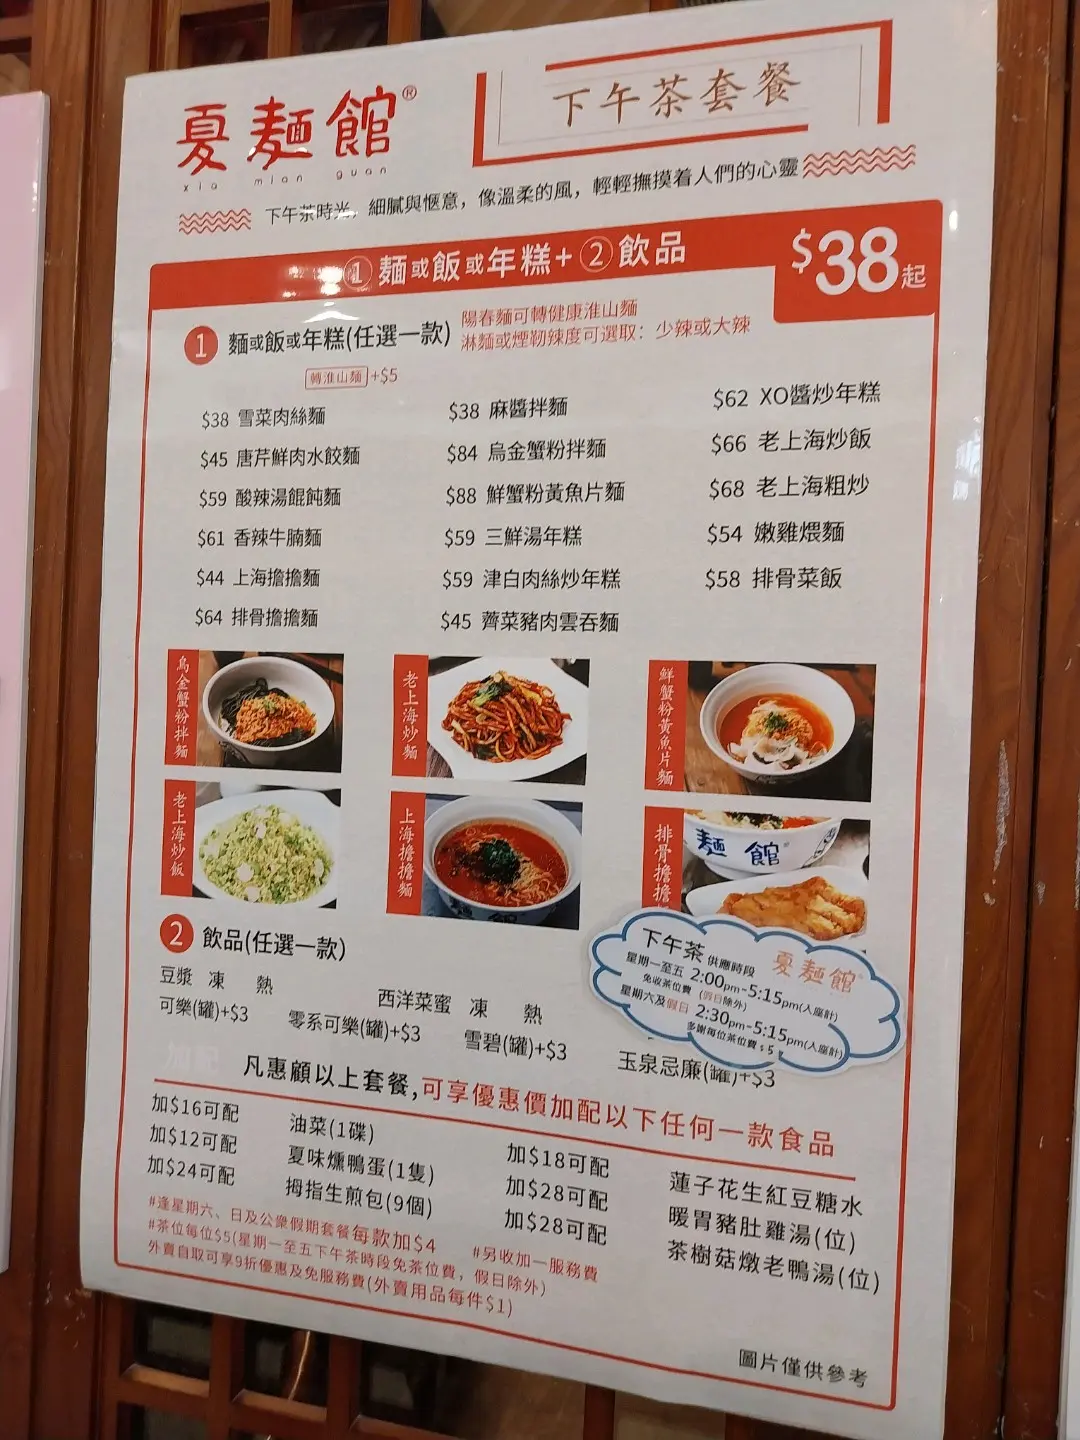 夏麵館®
xia mian guan
下午茶套餐
下午茶時光，細膩與愜意，像溫柔的風，輕輕撫摸着人們的心靈
①麵或飯或年糕+②飲品
$38起
1 麵或飯或年糕(任選一款)
陽春麵可轉健康淮山麵
淋麵或煙韌辣度可選取：少辣或大辣
轉淮山麵 +$5
$38 雪菜肉絲麵
$45 唐芹鮮肉水餃麵
$59 酸辣湯餛飩麵
$61 香辣牛腩麵
$44 上海擔擔麵
$64 排骨擔擔麵
$38 麻醬拌麵
$84 烏金蟹粉拌麵
$88 鮮蟹粉黃魚片麵
$59 三鮮湯年糕
$59 津白肉絲炒年糕
$45 薺菜豬肉雲吞麵
$62 XO醬炒年糕
$66 老上海炒飯
$68 老上海粗炒
$54 嫩雞煨麵
$58 排骨菜飯
烏金蟹粉拌麵
老上海炒麵
鮮蟹粉黃魚片麵
老上海炒飯
上海擔擔麵
排骨擔擔
麵館
2 飲品(任選一款)
豆漿 凍 熱
西洋菜蜜 凍 熱
可樂(罐)+$3
零系可樂(罐)+$3
雪碧(罐)+$3
玉泉忌廉(罐)+$3
下午茶 供應時段 夏麵館
星期一至五 2:00pm-5:15pm(入座計)
免收茶位費 (假日除外)
星期六及假日 2:30pm-5:15pm(入座計)
多謝每位茶位費 $5
凡惠顧以上套餐,可享優惠價加配以下任何一款食品
加$16可配 油菜(1碟)
加$12可配 夏味燻鴨蛋(1隻)
加$24可配 拇指生煎包(9個)
加$18可配 蓮子花生紅豆糖水
加$28可配 暖胃豬肚雞湯(位)
加$28可配 茶樹菇燉老鴨湯(位)
#逢星期六、日及公眾假期套餐每款加$4 #另收加一服務費
#茶位每位$5(星期一至五下午茶時段免茶位費，假日除外)
外賣自取可享9折優惠及免服務費(外賣用品每件$1)
圖片僅供參考